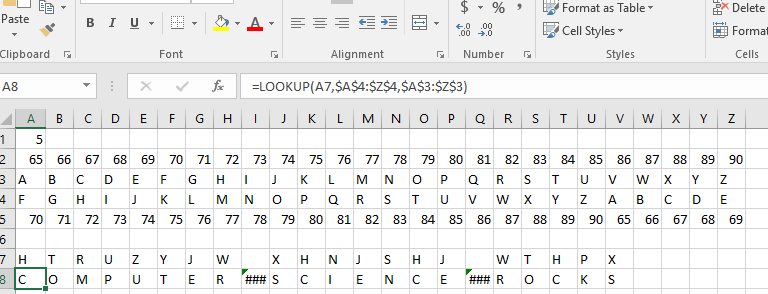 $ % , Format as Table Delete
Paste B I U A Cell Styles Format
Clipboard Font Alignment Number Styles Cells
A8 fx =LOOKUP(A7,$A$4:$Z$4,$A$3:$Z$3)
A B C D E F G H I J K L M N O P Q R S T U V W X Y Z
1 5
2 65 66 67 68 69 70 71 72 73 74 75 76 77 78 79 80 81 82 83 84 85 86 87 88 89 90
3 A B C D E F G H I J K L M N O P Q R S T U V W X Y Z
4 F G H I J K L M N O P Q R S T U V W X Y Z A B C D E
5 70 71 72 73 74 75 76 77 78 79 80 81 82 83 84 85 86 87 88 89 90 65 66 67 68 69
6
7 H T R U Z Y J W X H N J S H J W T H P X
8 C O M P U T E R ### S C I E N C E ### R O C K S